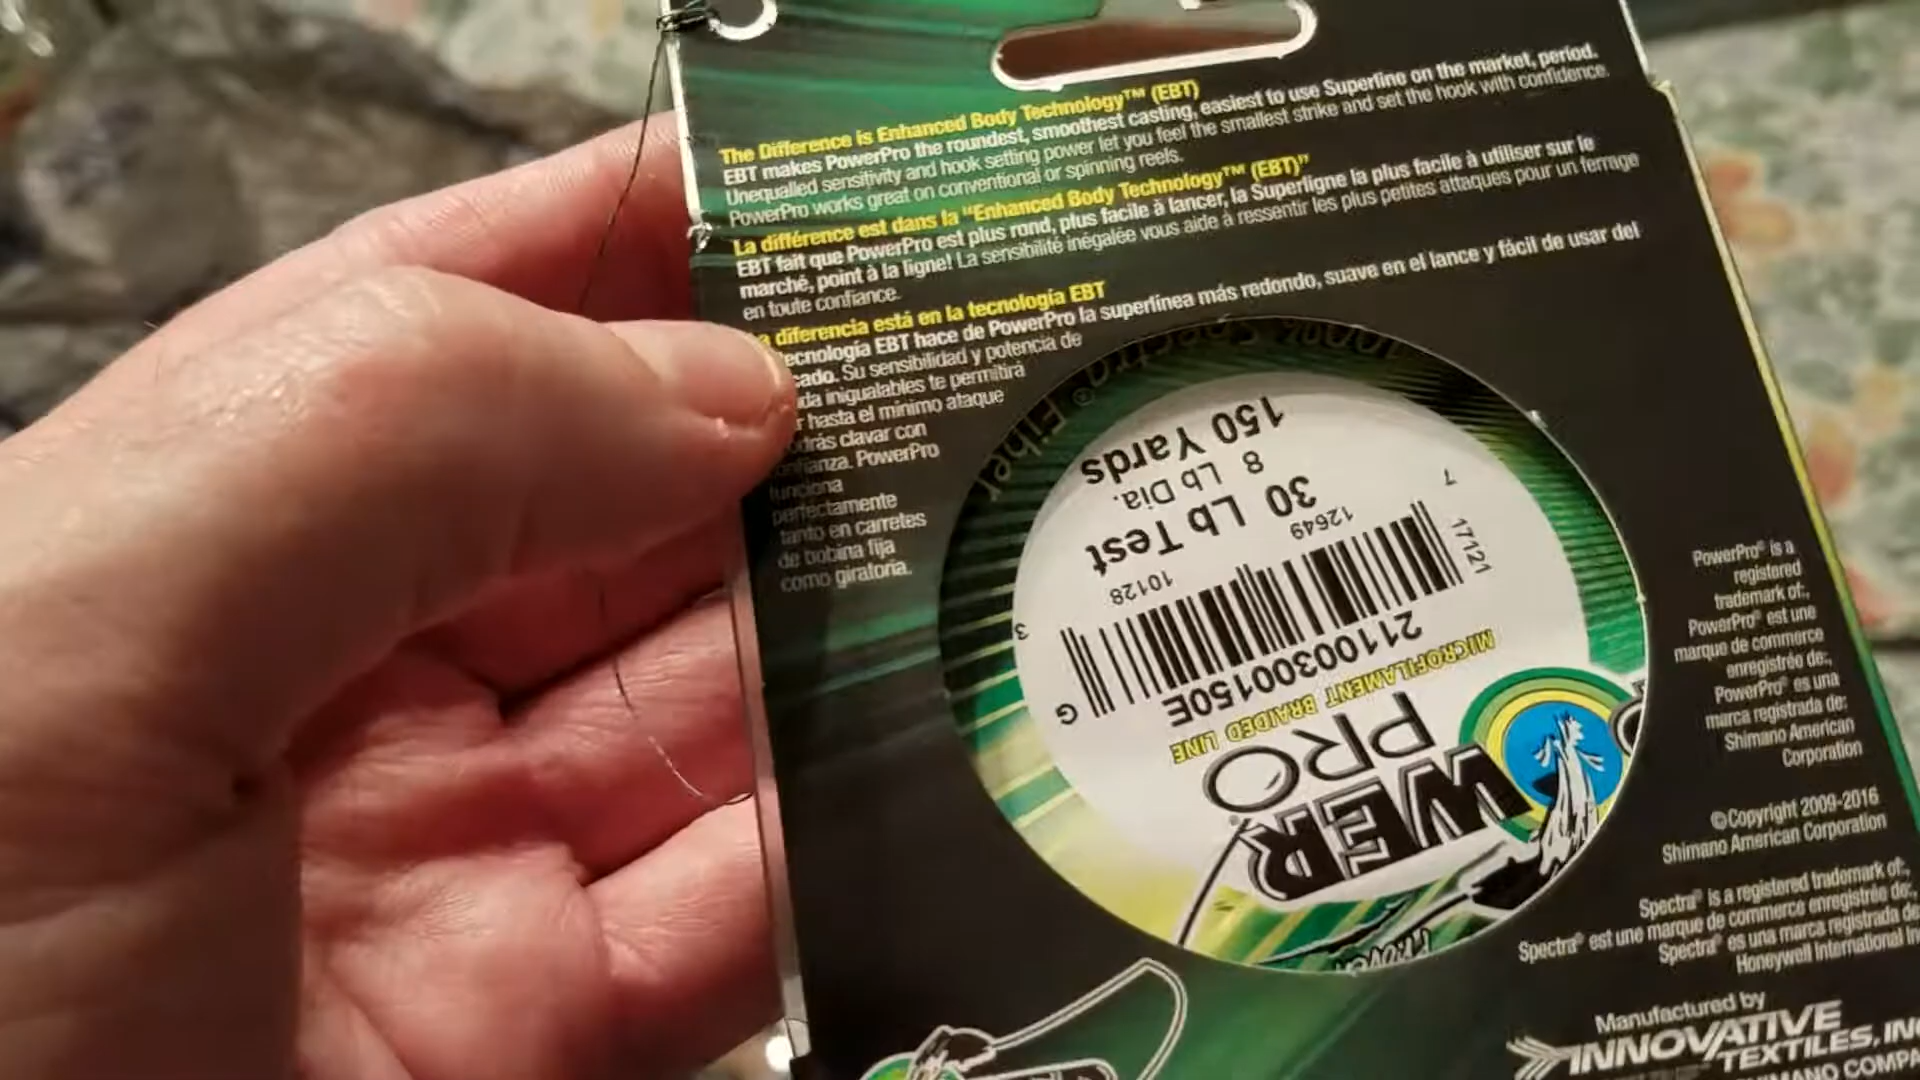 The Difference is Enhanced Body Technology™ (EBT)
EBT makes PowerPro the roundest, smoothest casting, easiest to use Superline on the market, period.
Unequalled sensitivity and hook setting power let you feel the smallest strike and set the hook with confidence.
PowerPro works great on conventional or spinning reels.
La différence est dans la "Enhanced Body Technology™ (EBT)"
EBT fait que PowerPro est plus rond, plus facile à lancer, la Superligne la plus facile à utiliser sur le
marché, point à la ligne! La sensibilité inégalée vous aide à ressentir les plus petites attaques pour un ferrage
en toute confiance.
diferencia está en la tecnología EBT
tecnología EBT hace de PowerPro la superlínea más redondo, suave en el lance y fácil de usar del
cado. Su sensibilidad y potencia de
da inigualables te permitirá
r hasta el mínimo ataque
drás clavar con
nfianza. PowerPro
funciona
perfectamente
tanto en carretes
de bobina fija
como giratoria.
100% Spectra® Fiber
150 Yards
8 Lb Dia.
30 Lb Test
7 17121 12649 10128 3
G
21100300150E
MICROFILAMENT BRAIDED LINE
WER
PRO
PowerPro® is a
registered
trademark of:,
PowerPro® est une
marque de commerce
enregistrée de:,
PowerPro® es una
marca registrada de:
Shimano American
Corporation
©Copyright 2009-2016
Shimano American Corporation
Spectra® is a registered trademark of:,
Spectra® est une marque de commerce enregistrée de:,
Spectra® es una marca registrada de
Honeywell International In
Manufactured by
INNOVATIVE
TEXTILES, INC
MANO COMPA